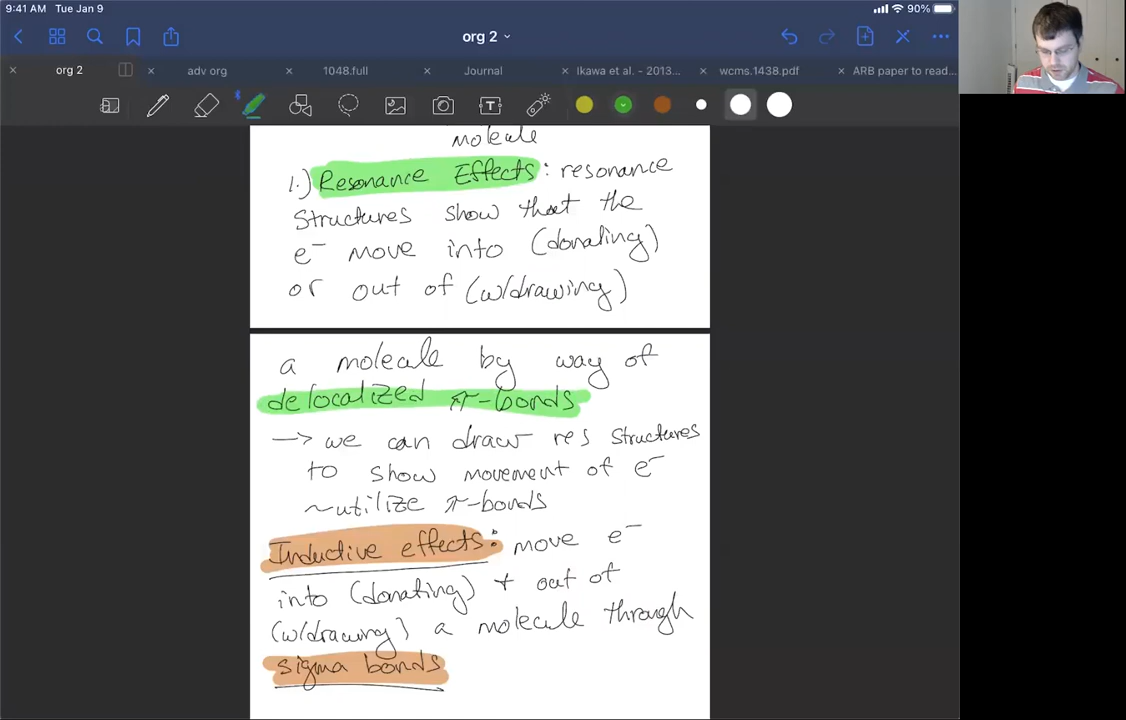 9:41 AM Tue Jan 9
90%
org 2
org 2
adv org
1048.full
Journal
Ikawa et al. - 2013...
wcms.1438.pdf
ARB paper to read...
molecule
1.) Resonance Effects: resonance
structures show that the
e⁻ move into (donating)
or out of (w/drawing)
a molecule by way of
delocalized π-bonds
→ we can draw res structures
to show movement of e⁻
~utilize π-bonds
Inductive effects: move e⁻
into (donating) + out of
(w/drawing) a molecule through
sigma bonds